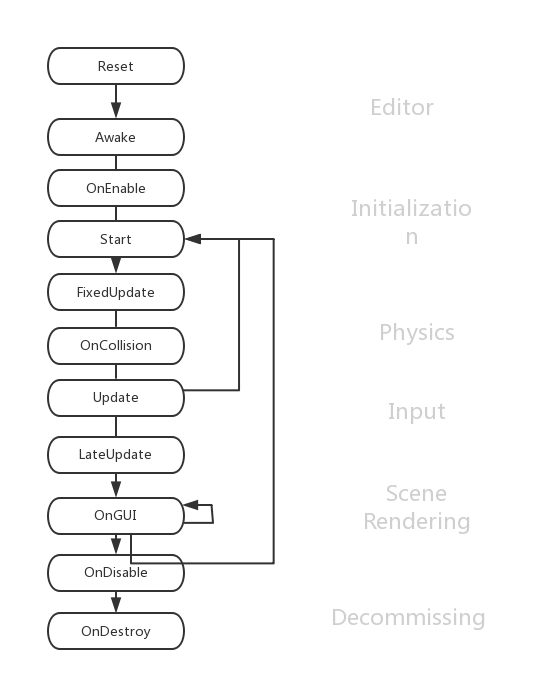 Reset
Editor
Awake
OnEnable
Initializatio
n
Start
FixedUpdate
Physics
OnCollision
Update
Input
LateUpdate
Scene
Rendering
OnGUI
OnDisable
Decommissing
OnDestroy